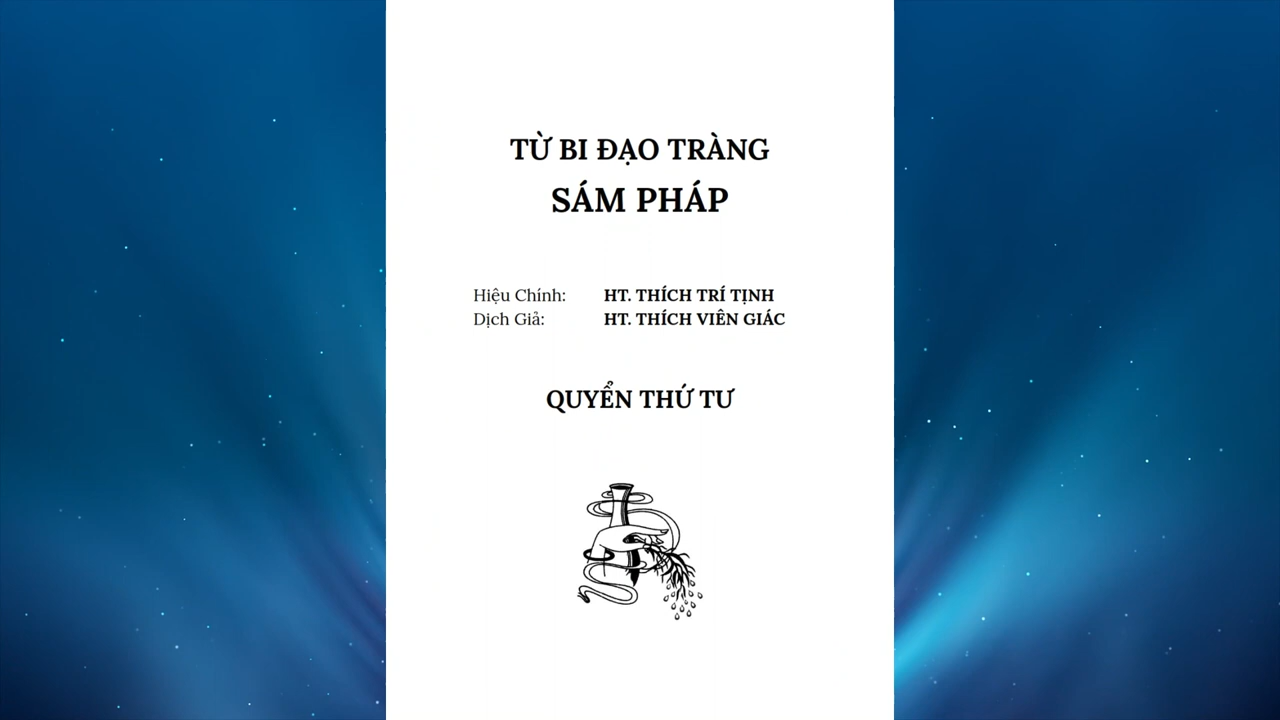 TỪ BI ĐẠO TRÀNG
SÁM PHÁP
Hiệu Chính: HT. THÍCH TRÍ TỊNH
Dịch Giả: HT. THÍCH VIÊN GIÁC
QUYỂN THỨ TƯ